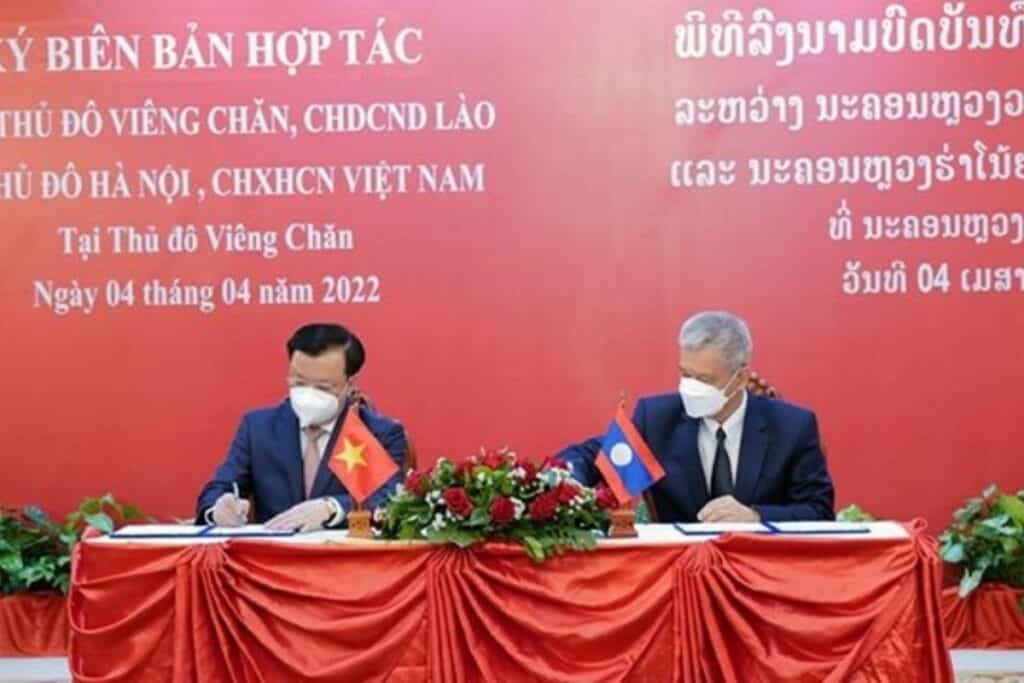 KÝ BIÊN BẢN HỢP TÁC
THỦ ĐÔ VIÊNG CHĂN, CHDCND LÀO
THỦ ĐÔ HÀ NỘI , CHXHCN VIỆT NAM
Tại Thủ đô Viêng Chăn
Ngày 04 tháng 04 năm 2022
ພິທີລົງນາມບົດບັນທຶ
ລະຫວ່າງ ນະຄອນຫຼວງວ
ແລະ ນະຄອນຫຼວງຮ່າໂນ້ຍ
ທີ່ ນະຄອນຫຼວງ
ວັນທີ 04 ເມສາ